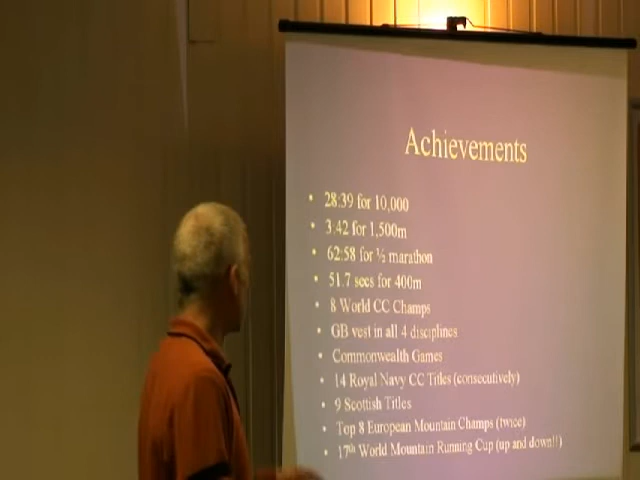 Achievements
• 28:39 for 10,000
• 3:42 for 1,500m
• 62:58 for ½ marathon
• 51.7 secs for 400m
• 8 World CC Champs
• GB vest in all 4 disciplines
• Commonwealth Games
• 14 Royal Navy CC Titles (consecutively)
• 9 Scottish Titles
• Top 8 European Mountain Champs (twice)
• 17th World Mountain Running Cup (up and down!!)